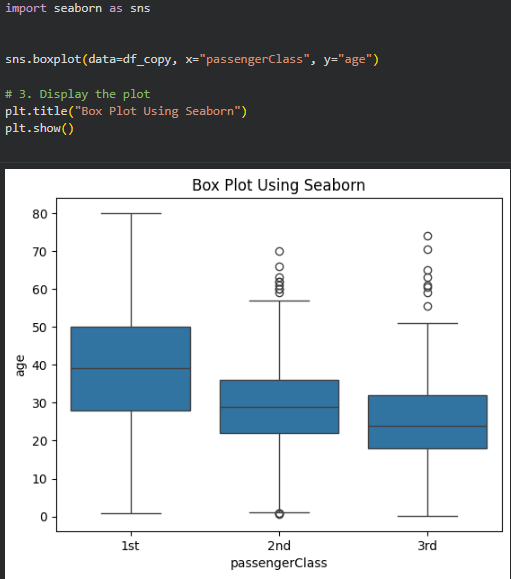 import seaborn as sns
sns.boxplot(data=df_copy, x="passengerClass", y="age")
# 3. Display the plot
plt.title("Box Plot Using Seaborn")
plt.show()
Box Plot Using Seaborn
80
70
60
50
40
30
20
10
0
age
1st 2nd 3rd
passengerClass